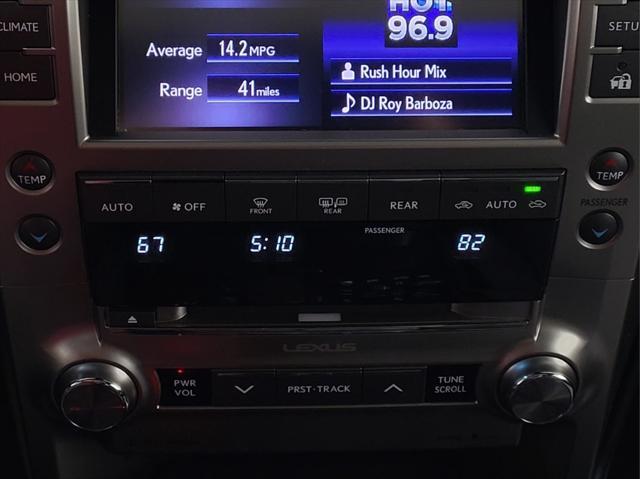 CLIMATE
HOME
Average 14.2 MPG
Range 41 miles
HOT
96.9
Rush Hour Mix
DJ Roy Barboza
TEMP
AUTO
OFF
FRONT
REAR
REAR
AUTO
TEMP
PASSENGER
67
5:10
PASSENGER
82
LEXUS
PWR
VOL
PRST·TRACK
TUNE
SCROLL